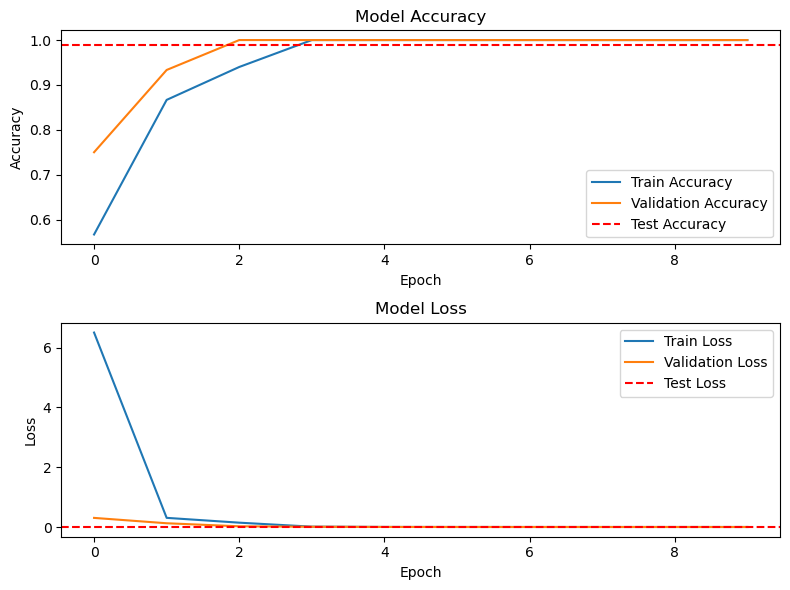 Model Accuracy
1.0
0.9
0.8
0.7
0.6
Accuracy
Train Accuracy
Validation Accuracy
Test Accuracy
0 2 4 6 8
Epoch
Model Loss
6
4
2
0
Loss
Train Loss
Validation Loss
Test Loss
0 2 4 6 8
Epoch